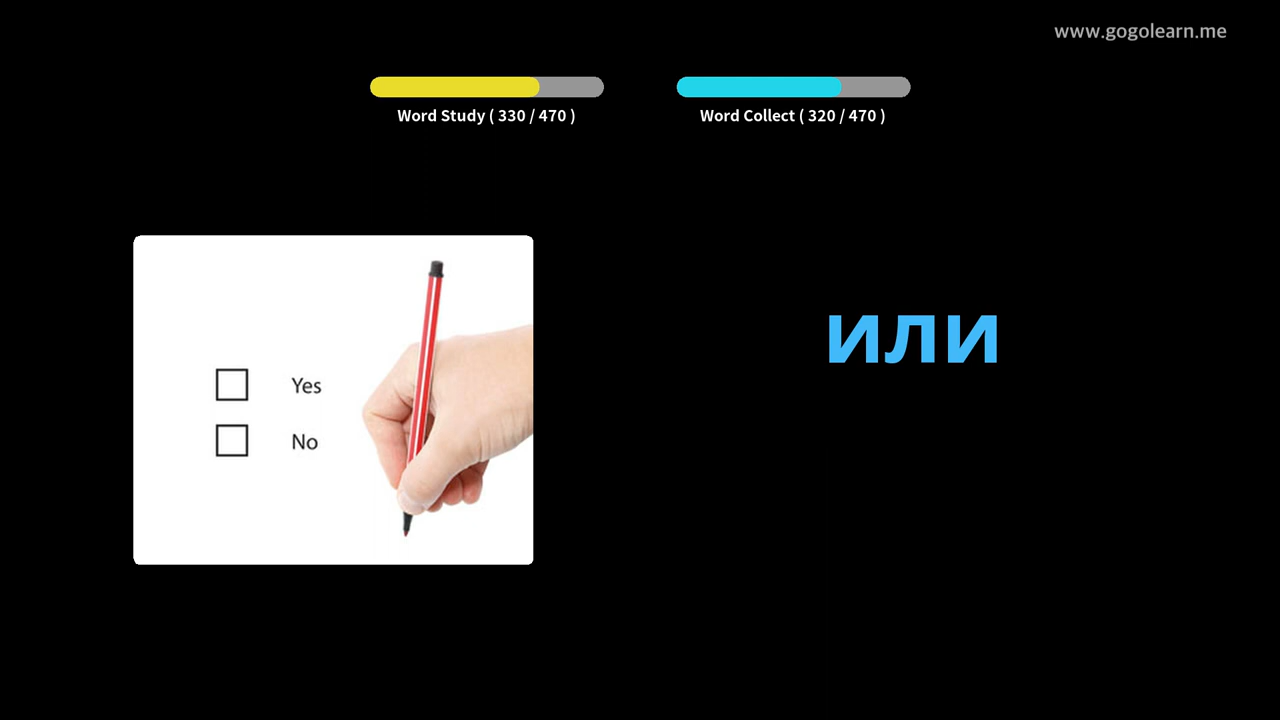 www.gogolearn.me
Word Study ( 330 / 470 )
Word Collect ( 320 / 470 )
или
Yes
No